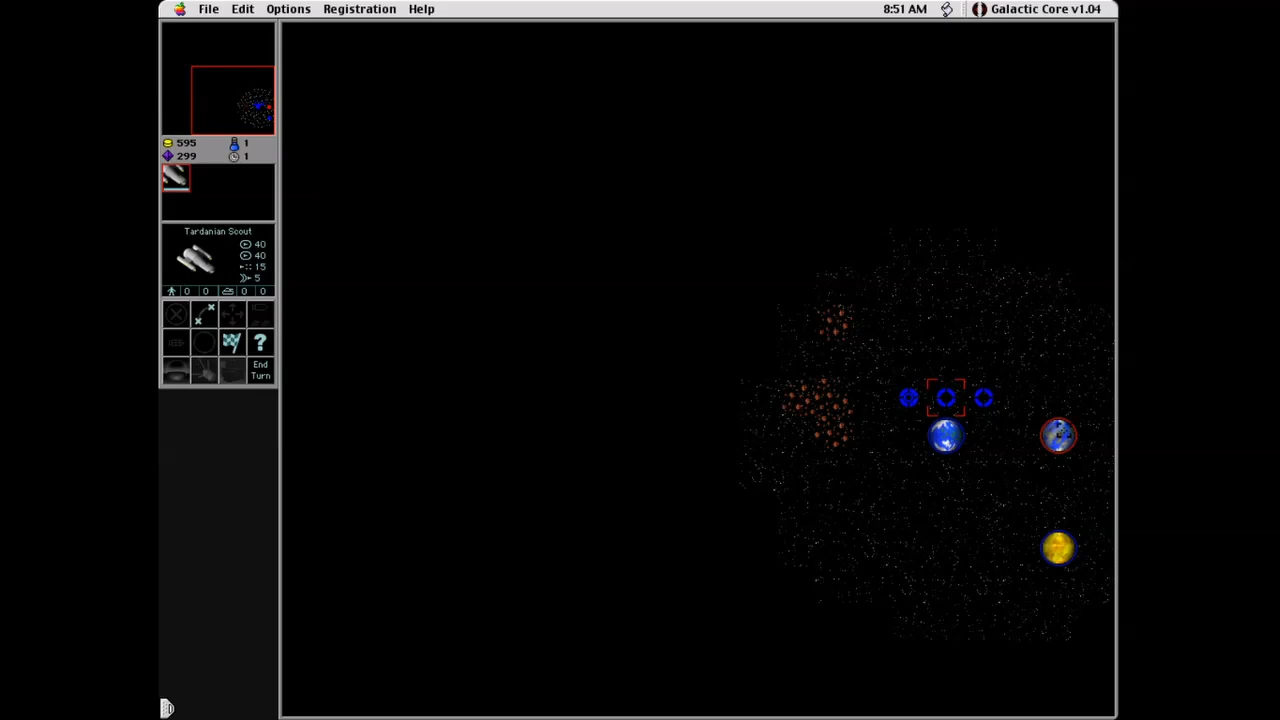 File Edit Options Registration Help 8:51 AM Galactic Core v1.04
595 1
299 1
Tardanian Scout
40
40
15
5
0 0 0 0
?
End
Turn